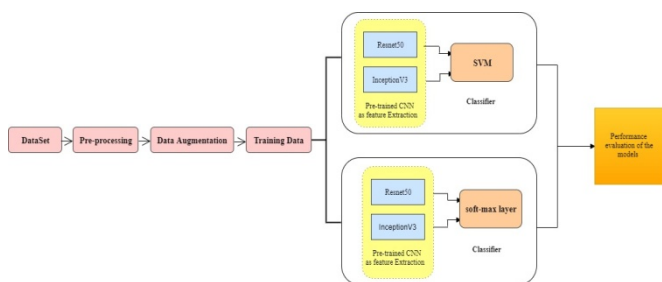 DataSet
Pre-processing
Data Augmentation
Training Data
Resnet50
InceptionV3
Pre-trained CNN
as feature Extraction
SVM
Classifier
Resnet50
InceptionV3
Pre-trained CNN
as feature Extraction
soft-max layer
Classifier
Performance
evaluation of the
models